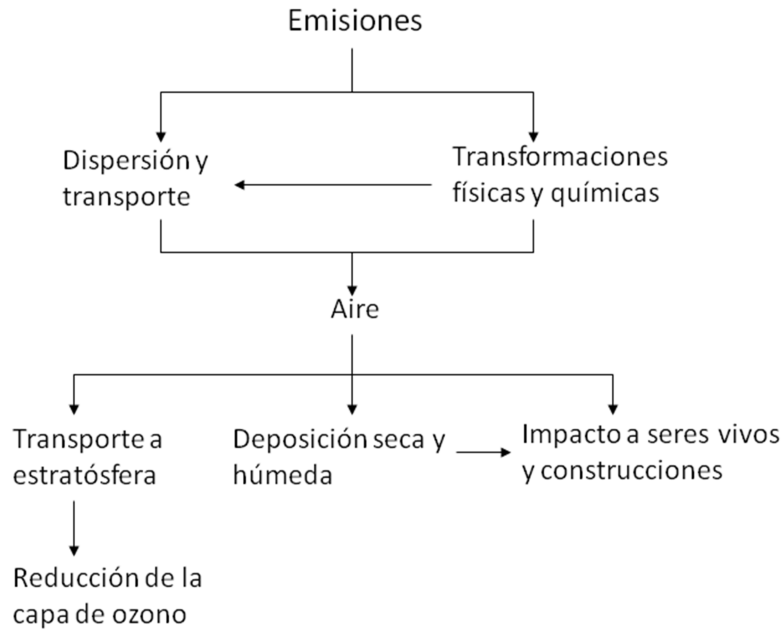 Emisiones
Dispersión y
transporte
Transformaciones
físicas y químicas
Aire
Transporte a
estratósfera
Deposición seca y
húmeda
Impacto a seres vivos
y construcciones
Reducción de la
capa de ozono